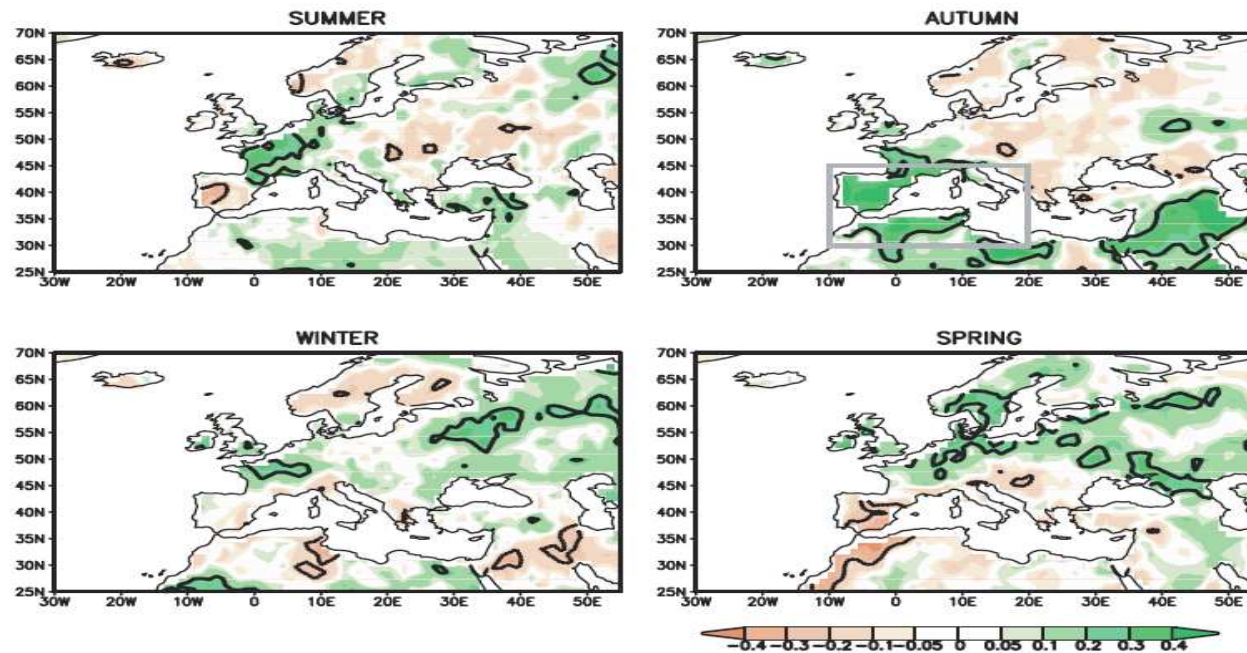 SUMMER
70N
65N
60N
55N
50N
45N
40N
35N
30N
25N
30W 20W 10W 0 10E 20E 30E 40E 50E
AUTUMN
70N
65N
60N
55N
50N
45N
40N
35N
30N
25N
30W 20W 10W 0 10E 20E 30E 40E 50E
WINTER
70N
65N
60N
55N
50N
45N
40N
35N
30N
25N
30W 20W 10W 0 10E 20E 30E 40E 50E
SPRING
70N
65N
60N
55N
50N
45N
40N
35N
30N
25N
30W 20W 10W 0 10E 20E 30E 40E 50E
-0.4 -0.3 -0.2 -0.1 -0.05 0 0.05 0.1 0.2 0.3 0.4